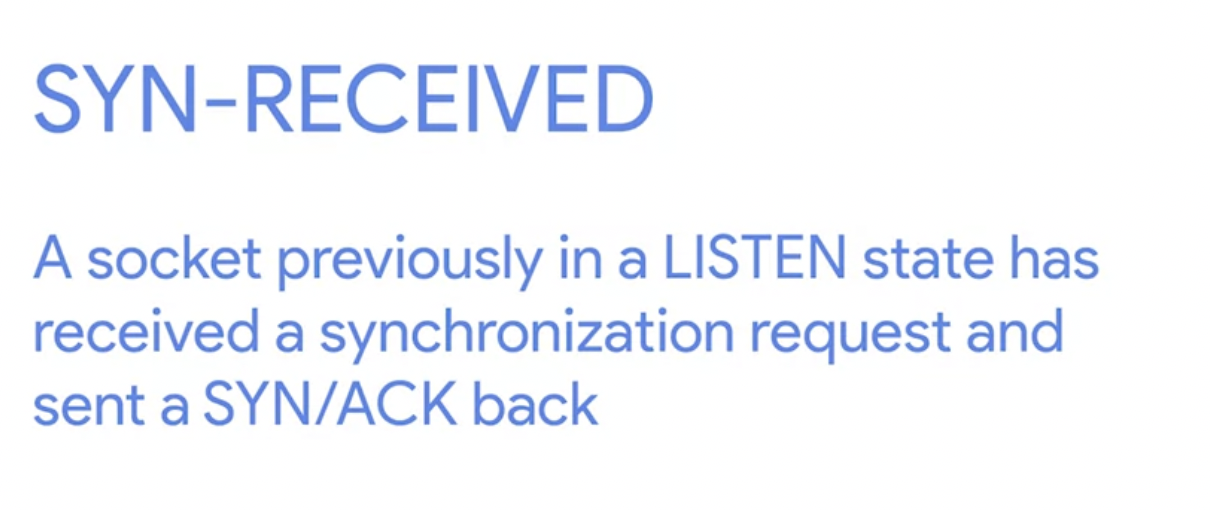 SYN-RECEIVED
A socket previously in a LISTEN state has
received a synchronization request and
sent a SYN/ACK back